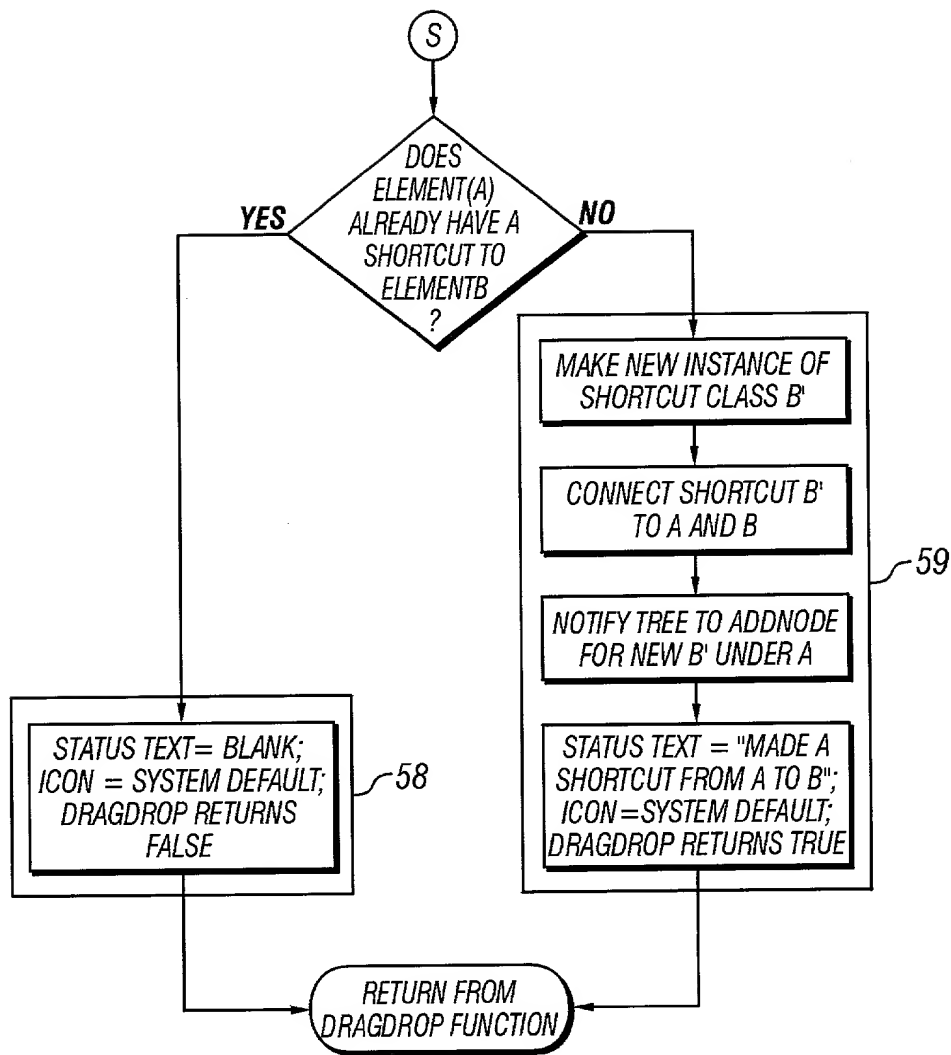 S
DOES
ELEMENT(A)
ALREADY HAVE A
SHORTCUT TO
ELEMENTB
?
YES
NO
MAKE NEW INSTANCE OF
SHORTCUT CLASS B'
CONNECT SHORTCUT B'
TO A AND B
NOTIFY TREE TO ADDNODE
FOR NEW B' UNDER A
STATUS TEXT = "MADE A
SHORTCUT FROM A TO B";
ICON =SYSTEM DEFAULT;
DRAGDROP RETURNS TRUE
59
STATUS TEXT= BLANK;
ICON = SYSTEM DEFAULT;
DRAGDROP RETURNS
FALSE
58
RETURN FROM
DRAGDROP FUNCTION